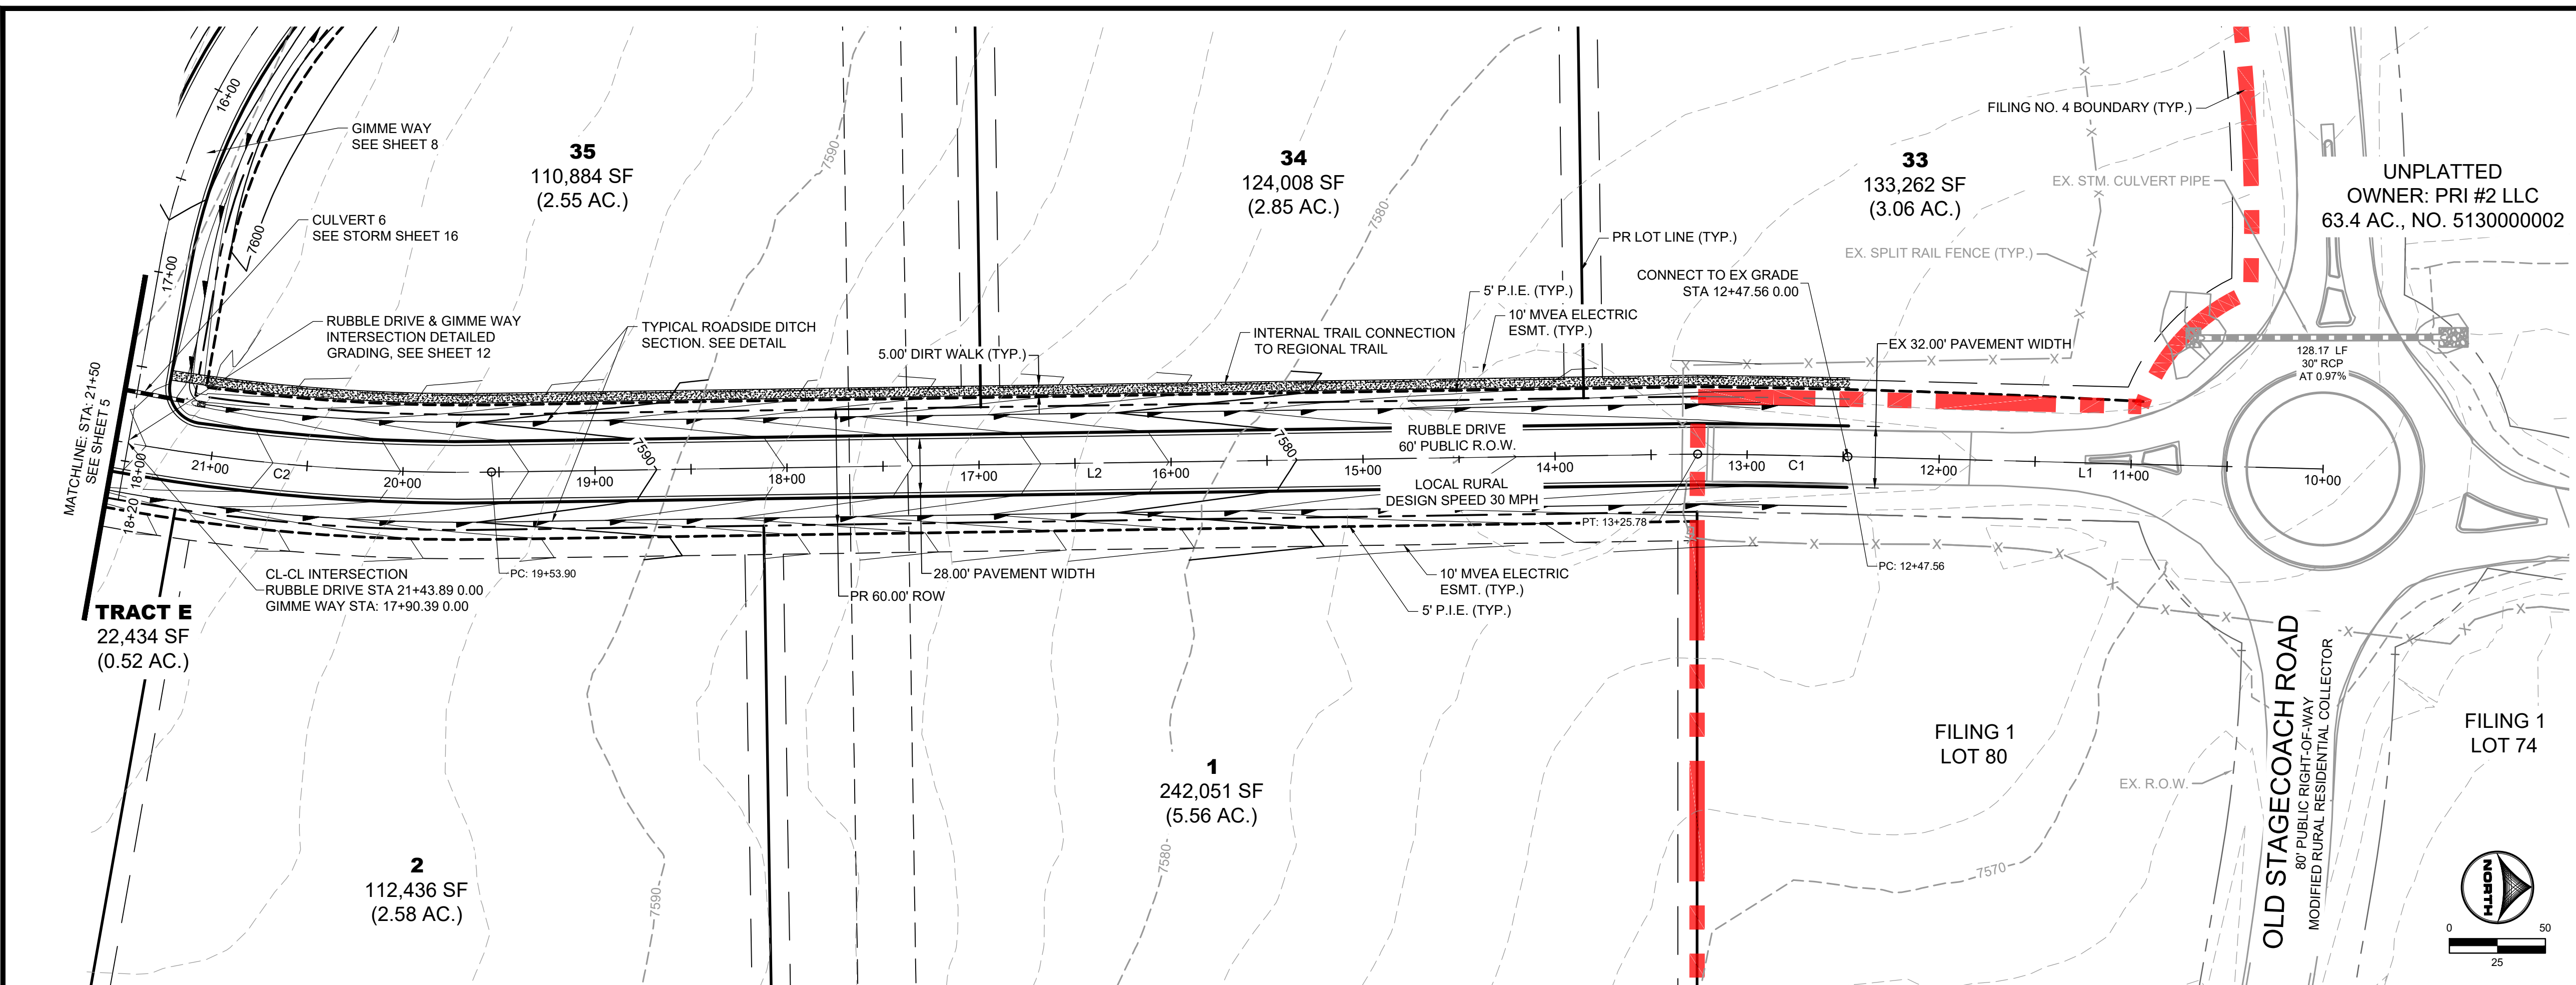 16+00
GIMME WAY
SEE SHEET 8
35
110,884 SF
(2.55 AC.)
7590
34
124,008 SF
(2.85 AC.)
7580
33
133,262 SF
(3.06 AC.)
FILING NO. 4 BOUNDARY (TYP.)
EX. STM. CULVERT PIPE
UNPLATTED
OWNER: PRI #2 LLC
63.4 AC., NO. 5130000002
CULVERT 6
SEE STORM SHEET 16
7600
17+00
PR LOT LINE (TYP.)
EX. SPLIT RAIL FENCE (TYP.)
CONNECT TO EX GRADE
STA 12+47.56 0.00
5' P.I.E. (TYP.)
10' MVEA ELECTRIC
ESMT. (TYP.)
RUBBLE DRIVE & GIMME WAY
INTERSECTION DETAILED
GRADING, SEE SHEET 12
TYPICAL ROADSIDE DITCH
SECTION. SEE DETAIL
5.00' DIRT WALK (TYP.)
INTERNAL TRAIL CONNECTION
TO REGIONAL TRAIL
EX 32.00' PAVEMENT WIDTH
128.17 LF
30" RCP
AT 0.97%
MATCHLINE: STA: 21+50
SEE SHEET 5
RUBBLE DRIVE
60' PUBLIC R.O.W.
7590
7580
21+00
C2
20+00
19+00
18+00
17+00
L2
16+00
15+00
14+00
13+00
C1
12+00
L1
11+00
10+00
18+00
18+20
LOCAL RURAL
DESIGN SPEED 30 MPH
PT: 13+25.78
PC: 19+53.90
28.00' PAVEMENT WIDTH
PR 60.00' ROW
10' MVEA ELECTRIC
ESMT. (TYP.)
5' P.I.E. (TYP.)
PC: 12+47.56
CL-CL INTERSECTION
RUBBLE DRIVE STA 21+43.89 0.00
GIMME WAY STA: 17+90.39 0.00
TRACT E
22,434 SF
(0.52 AC.)
1
242,051 SF
(5.56 AC.)
FILING 1
LOT 80
FILING 1
LOT 74
EX. R.O.W.
OLD STAGECOACH ROAD
80' PUBLIC RIGHT-OF-WAY
MODIFIED RURAL RESIDENTIAL COLLECTOR
2
112,436 SF
(2.58 AC.)
7590
7580
7570
NORTH
0
50
25